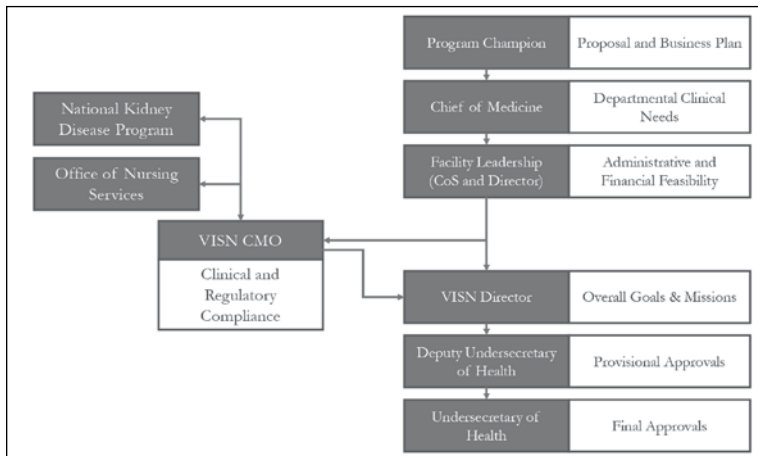 Program Champion
Proposal and Business Plan
National Kidney
Disease Program
Chief of Medicine
Departmental Clinical
Needs
Office of Nursing
Services
Facility Leadership
(CoS and Director)
Administrative and
Financial Feasibility
VISN CMO
Clinical and
Regulatory
Compliance
VISN Director
Overall Goals & Missions
Deputy Undersecretary
of Health
Provisional Approvals
Undersecretary of
Health
Final Approvals